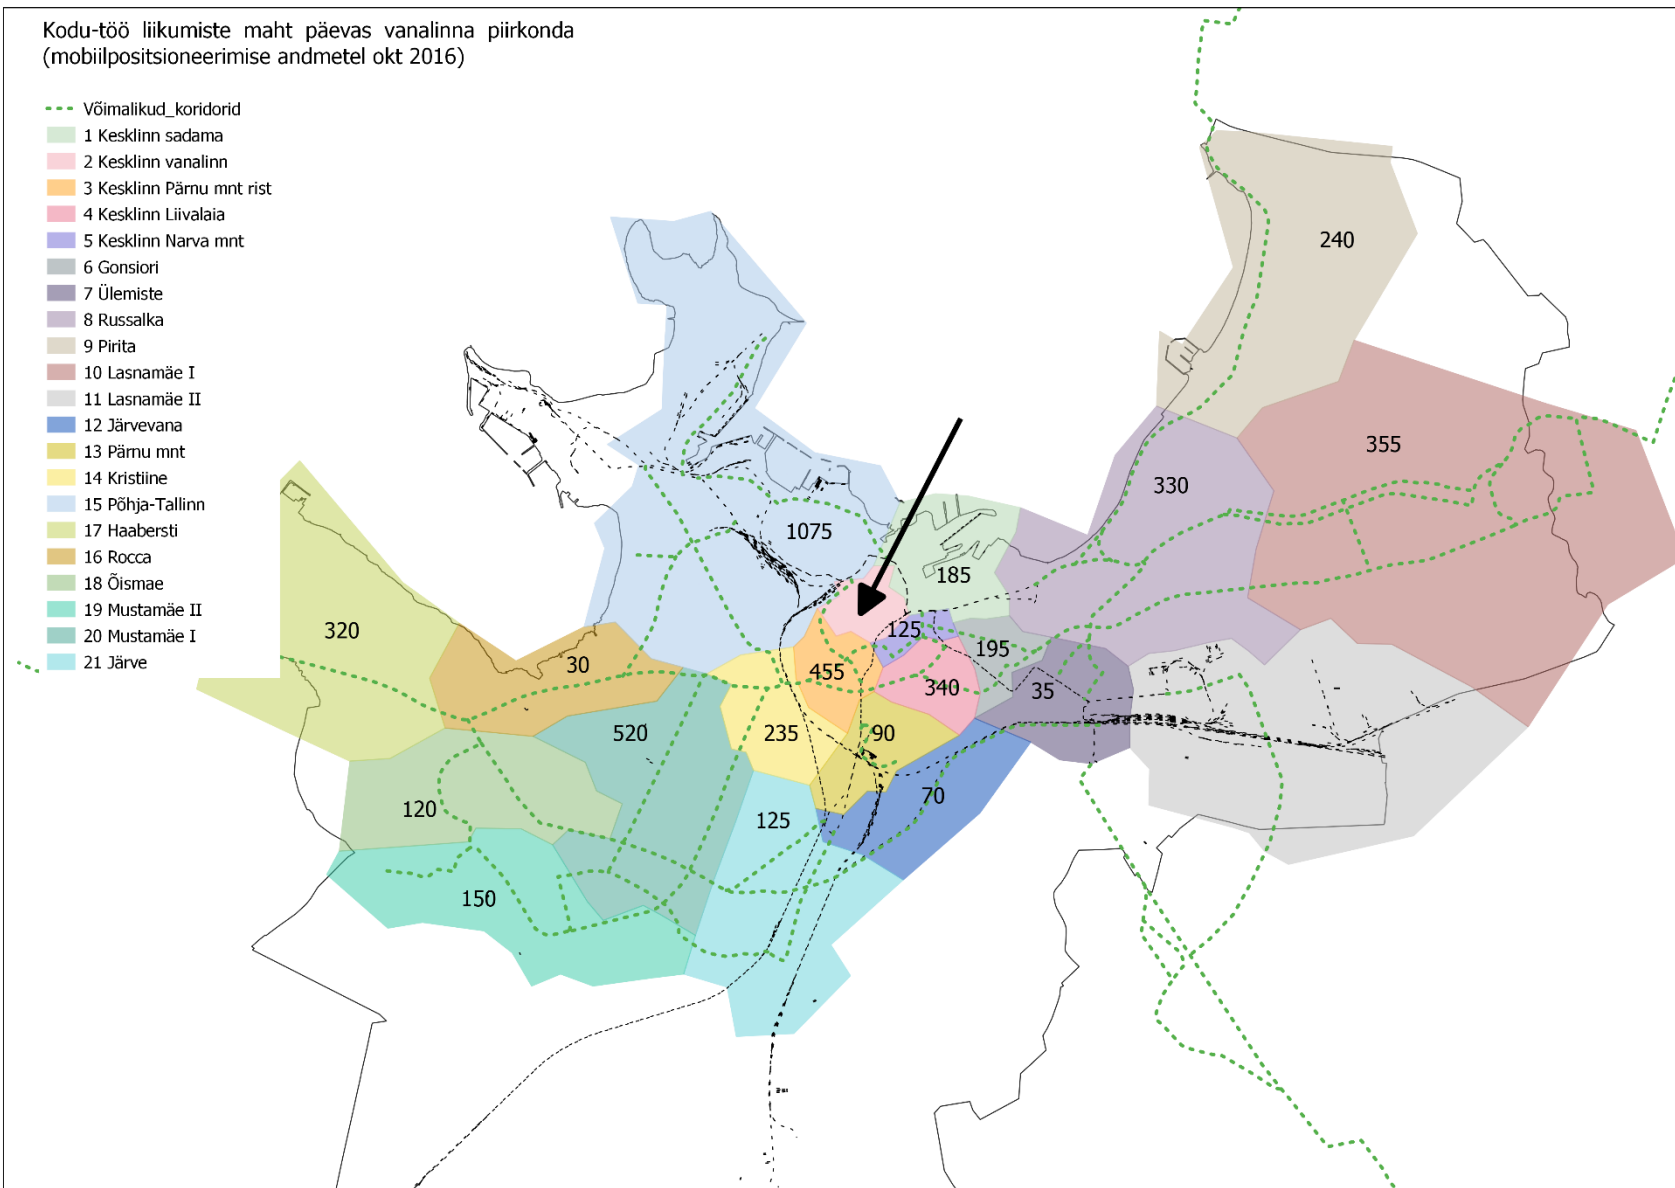 Kodu-töö liikumiste maht päevas vanalinna piirkonda
(mobiilpositsioneerimise andmetel okt 2016)
Võimalikud_koridorid
1 Kesklinn sadama
2 Kesklinn vanalinn
3 Kesklinn Pärnu mnt rist
4 Kesklinn Liivalaia
5 Kesklinn Narva mnt
6 Gonsiori
7 Ülemiste
8 Russalka
9 Pirita
10 Lasnamäe I
11 Lasnamäe II
12 Järvevana
13 Pärnu mnt
14 Kristiine
15 Põhja-Tallinn
17 Haabersti
16 Rocca
18 Õismae
19 Mustamäe II
20 Mustamäe I
21 Järve
240
355
330
1075
185
125
195
320
30
455
340
35
520
235
90
120
125
70
150